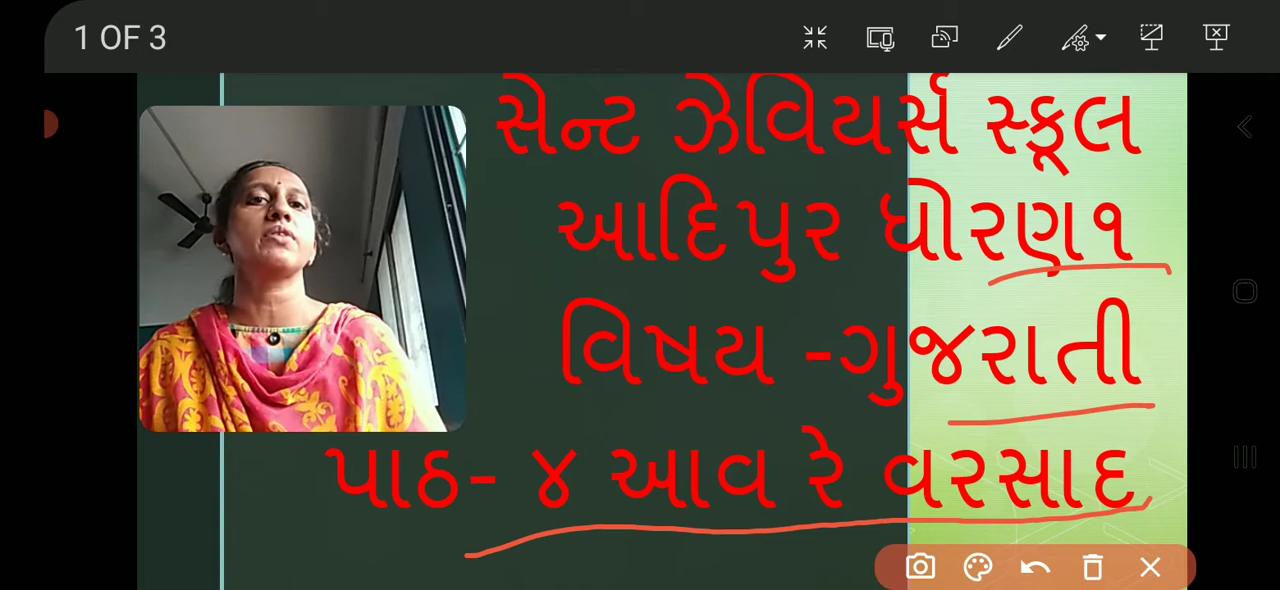 1 OF 3
સેન્ટ ઝેવિયર્સ સ્કૂલ
આદિપુર ધોરણ૧
વિષય -ગુજરાતી
પાઠ- ૪ આવ રે વરસાદ